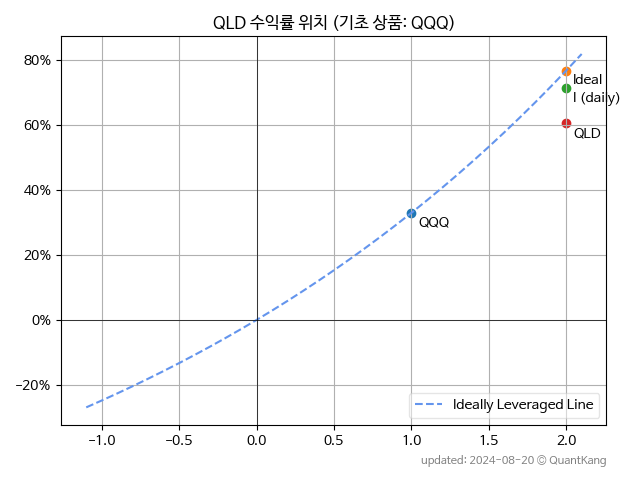 QLD 수익률 위치 (기초 상품: QQQ)
80%
60%
40%
20%
0%
−20%
Ideal
I (daily)
QLD
QQQ
Ideally Leveraged Line
−1.0 −0.5 0.0 0.5 1.0 1.5 2.0
updated: 2024-08-20 © QuantKang